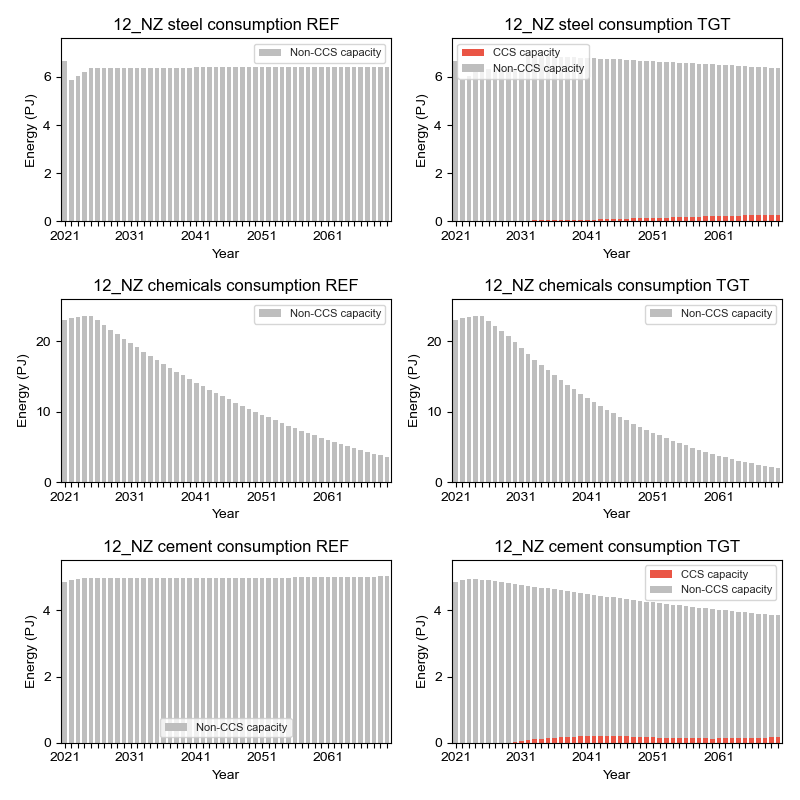 12_NZ steel consumption REF
Non-CCS capacity
Energy (PJ)
6
4
2
0
2021 2031 2041 2051 2061
Year
12_NZ steel consumption TGT
CCS capacity
Non-CCS capacity
Energy (PJ)
6
4
2
0
2021 2031 2041 2051 2061
Year
12_NZ chemicals consumption REF
Non-CCS capacity
Energy (PJ)
20
10
0
2021 2031 2041 2051 2061
Year
12_NZ chemicals consumption TGT
Non-CCS capacity
Energy (PJ)
20
10
0
2021 2031 2041 2051 2061
Year
12_NZ cement consumption REF
Energy (PJ)
4
2
0
Non-CCS capacity
2021 2031 2041 2051 2061
Year
12_NZ cement consumption TGT
CCS capacity
Non-CCS capacity
Energy (PJ)
4
2
0
2021 2031 2041 2051 2061
Year